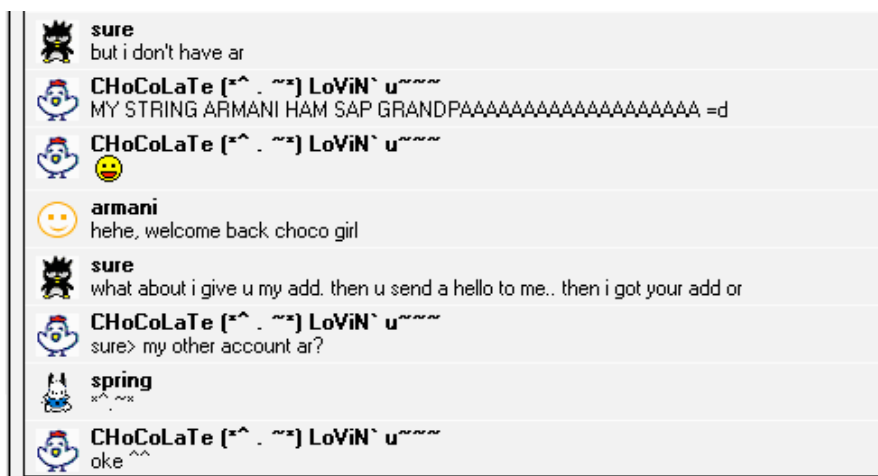 sure
but i don't have ar
CHoCoLaTe (*^ . ~*) LoViN` u~~~
MY STRING ARMANI HAM SAP GRANDPAAAAAAAAAAAAAAAAAAA =d
CHoCoLaTe (*^ . ~*) LoViN` u~~~
armani
hehe, welcome back choco girl
sure
what about i give u my add. then u send a hello to me.. then i got your add or
CHoCoLaTe (*^ . ~*) LoViN` u~~~
sure> my other account ar?
spring
*^.~*
CHoCoLaTe (*^ . ~*) LoViN` u~~~
oke ^^